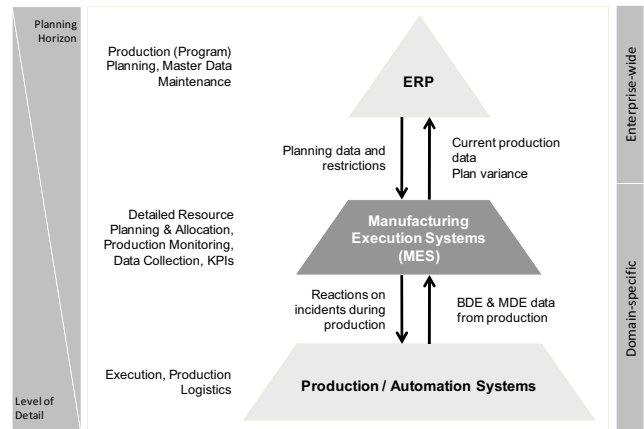 Planning
Horizon
Production (Program)
Planning, Master Data
Maintenance
ERP
Enterprise-wide
Planning data and
restrictions
Current production
data
Plan variance
Detailed Resource
Planning & Allocation,
Production Monitoring,
Data Collection, KPIs
Manufacturing
Execution Systems
(MES)
Domain-specific
Reactions on
incidents during
production
BDE & MDE data
from production
Execution, Production
Logistics
Production / Automation Systems
Level of
Detail